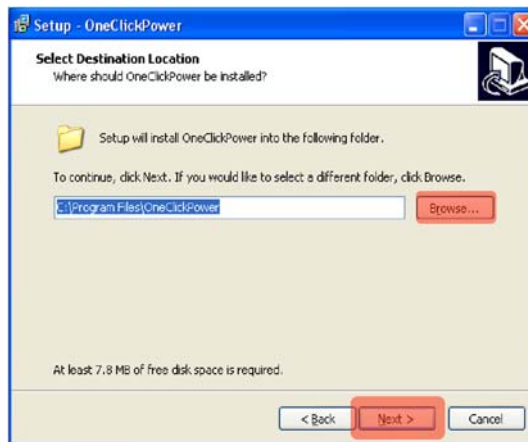 Setup - OneClickPower
Select Destination Location
Where should OneClickPower be installed?
Setup will install OneClickPower into the following folder.
To continue, click Next. If you would like to select a different folder, click Browse.
C:\Program Files\OneClickPower
Browse...
At least 7.8 MB of free disk space is required.
< Back
Next >
Cancel